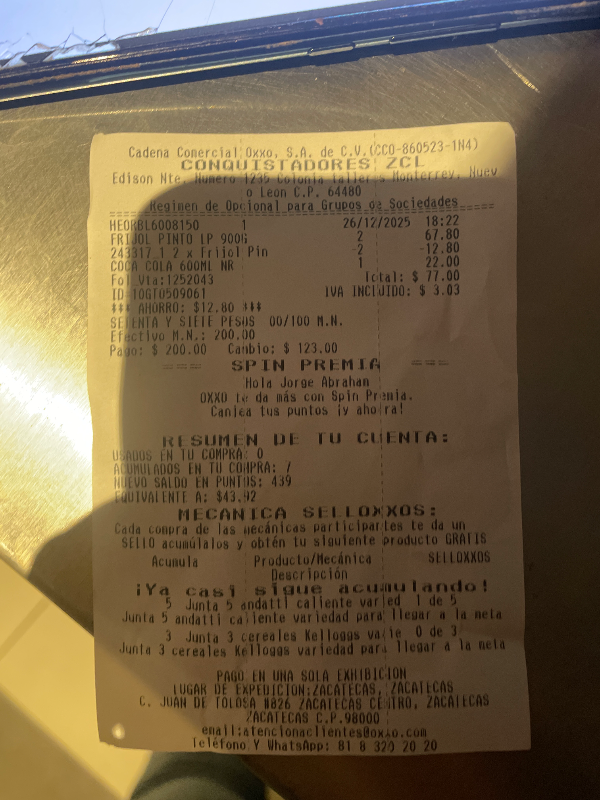 Cadena Comercial Oxxo, S.A. de C.V.(CCO-860523-1N4)
CONQUISTADORES ZCL
Edison Nte. Numero 1235 Colonia Talleres Monterrey, Nuev
o Leon C.P. 64480
Regimen de Opcional para Grupos de Sociedades
HEORBL6008150 1 26/12/2025 18:22
FRIJOL PINTO LP 900G 2 67.80
243317 1 2 x Frijol Pin -2 -12.80
COCA COLA 600ML NR 1 22.00
Fol Vta:1252043 Total: $ 77.00
ID 10GT0509061 IVA INCLUIDO: $ 3.03
*** AHORRO: $12.80 ***
SETENTA Y SIETE PESOS 00/100 M.N.
Efectivo M.N.: 200.00
Pago: $ 200.00 Cambio: $ 123.00
=== SPIN PREMIA ===
Hola Jorge Abrahan
OXXO te da más con Spin Premia.
Canjea tus puntos ¡y ahora!
RESUMEN DE TU CUENTA:
USADOS EN TU COMPRA: 0
ACUMULADOS EN TU COMPRA: 7
NUEVO SALDO EN PUNTOS: 439
EQUIVALENTE A: $43.92
MECANICA SELLOXXOS:
Cada compra de las mecánicas participantes te da un
SELLO acumúlalos y obtén tu siguiente producto GRATIS
Acumula Producto/Mecánica SELLOXXOS
Descripción
¡Ya casi sigue acumulando!
5 Junta 5 andatti caliente varied 1 de 5
Junta 5 andatti caliente variedad para llegar a la meta
3 Junta 3 cereales Kelloggs varie 0 de 3
Junta 3 cereales Kelloggs variedad para llegar a la meta
PAGO EN UNA SOLA EXHIBICION
LUGAR DE EXPEDICION:ZACATECAS, ZACATECAS
C. JUAN DE TOLOSA #826 ZACATECAS CENTRO, ZACATECAS
ZACATECAS C.P.98000
email:atencionaclientes@oxxo.com
Teléfono Y WhatsApp: 81 8 320 20 20